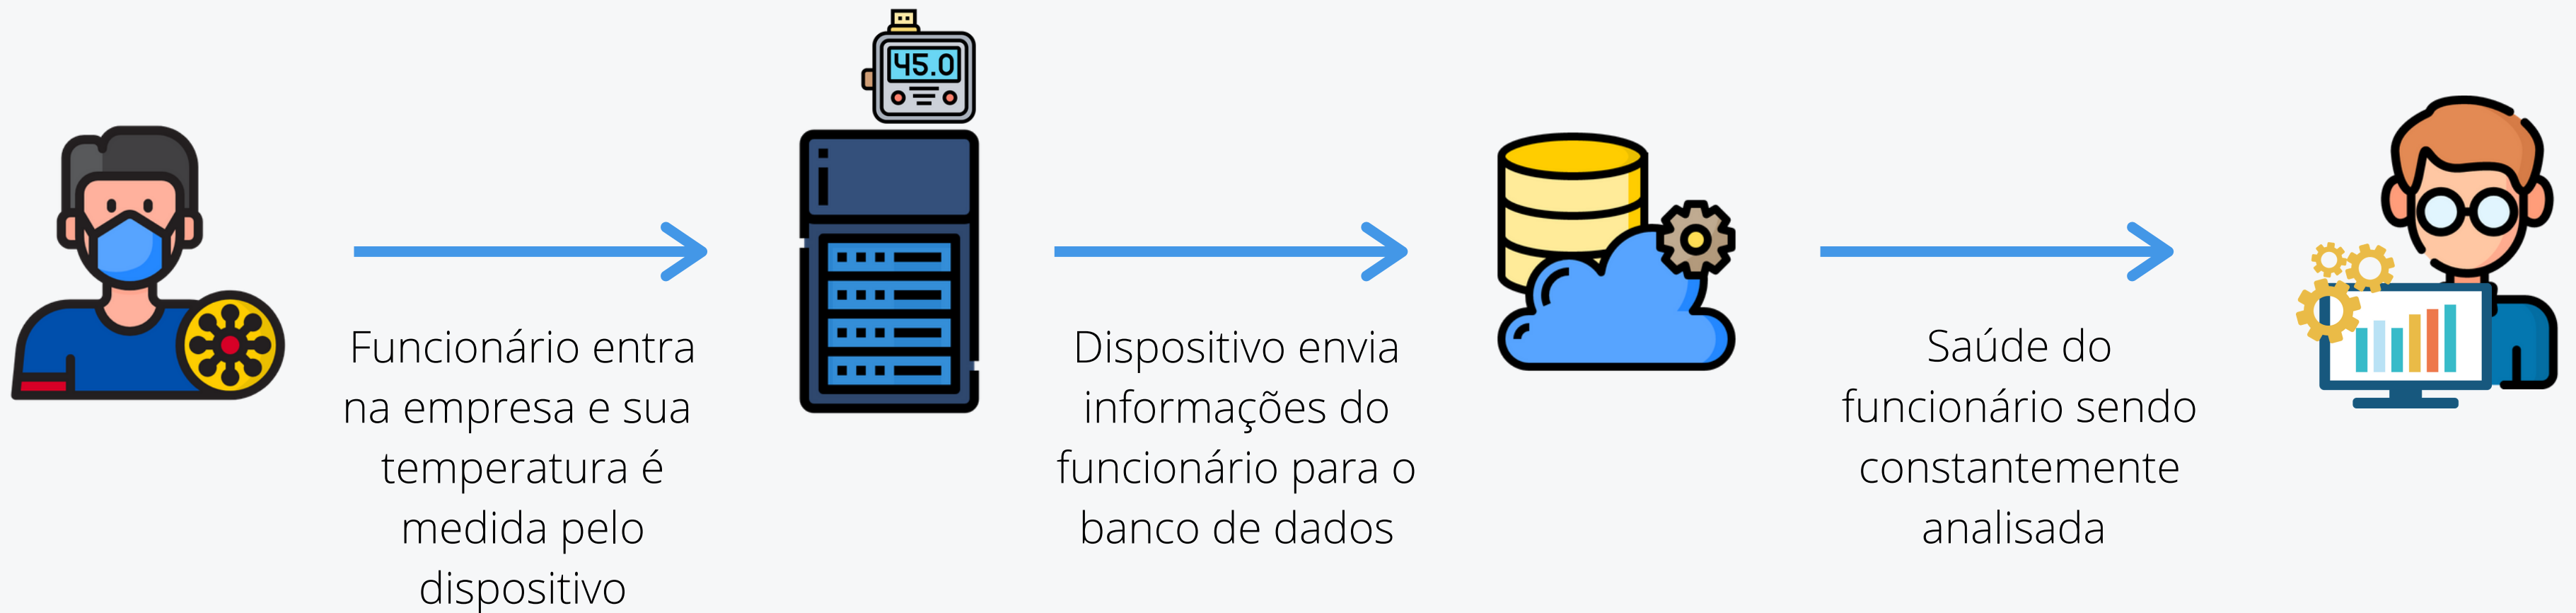 45.0
Funcionário entra
na empresa e sua
temperatura é
medida pelo
dispositivo
Dispositivo envia
informações do
funcionário para o
banco de dados
Saúde do
funcionário sendo
constantemente
analisada